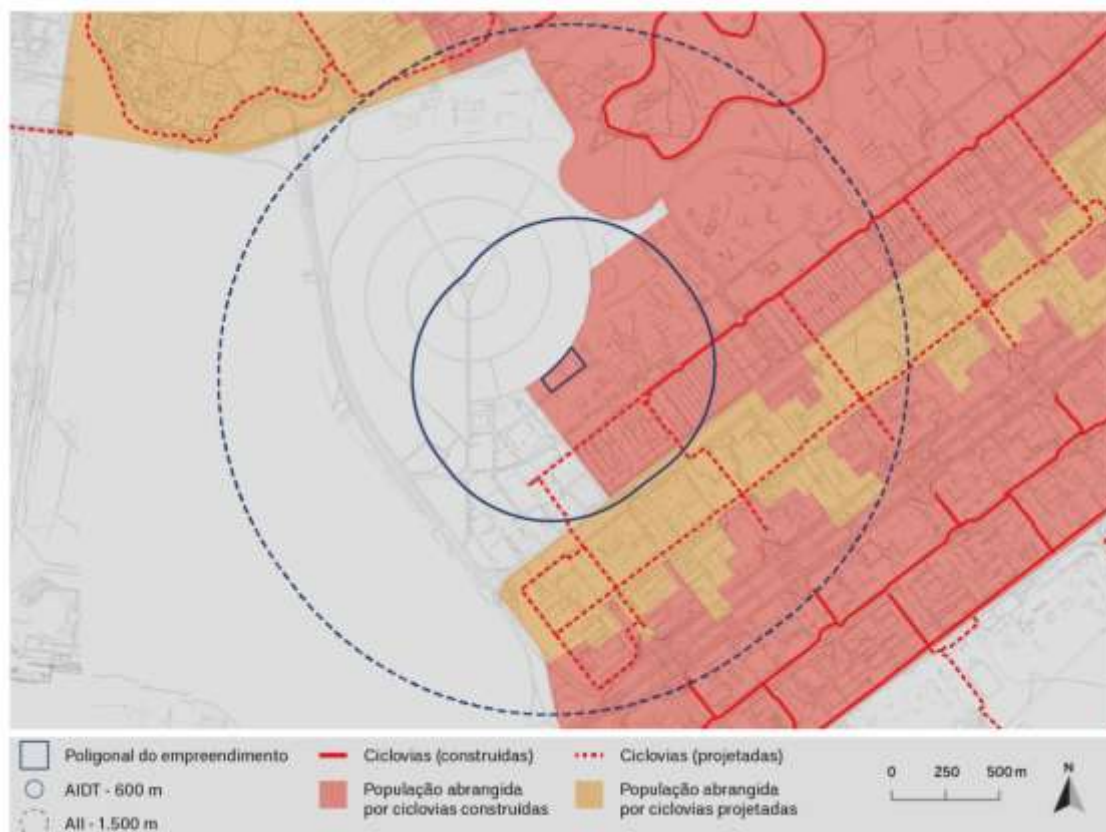 Poligonal do empreendimento
AIDT - 600 m
AII - 1.500 m
Ciclovias (construídas)
População abrangida
por ciclovias construídas
Ciclovias (projetadas)
População abrangida
por ciclovias projetadas
0 250 500 m
N